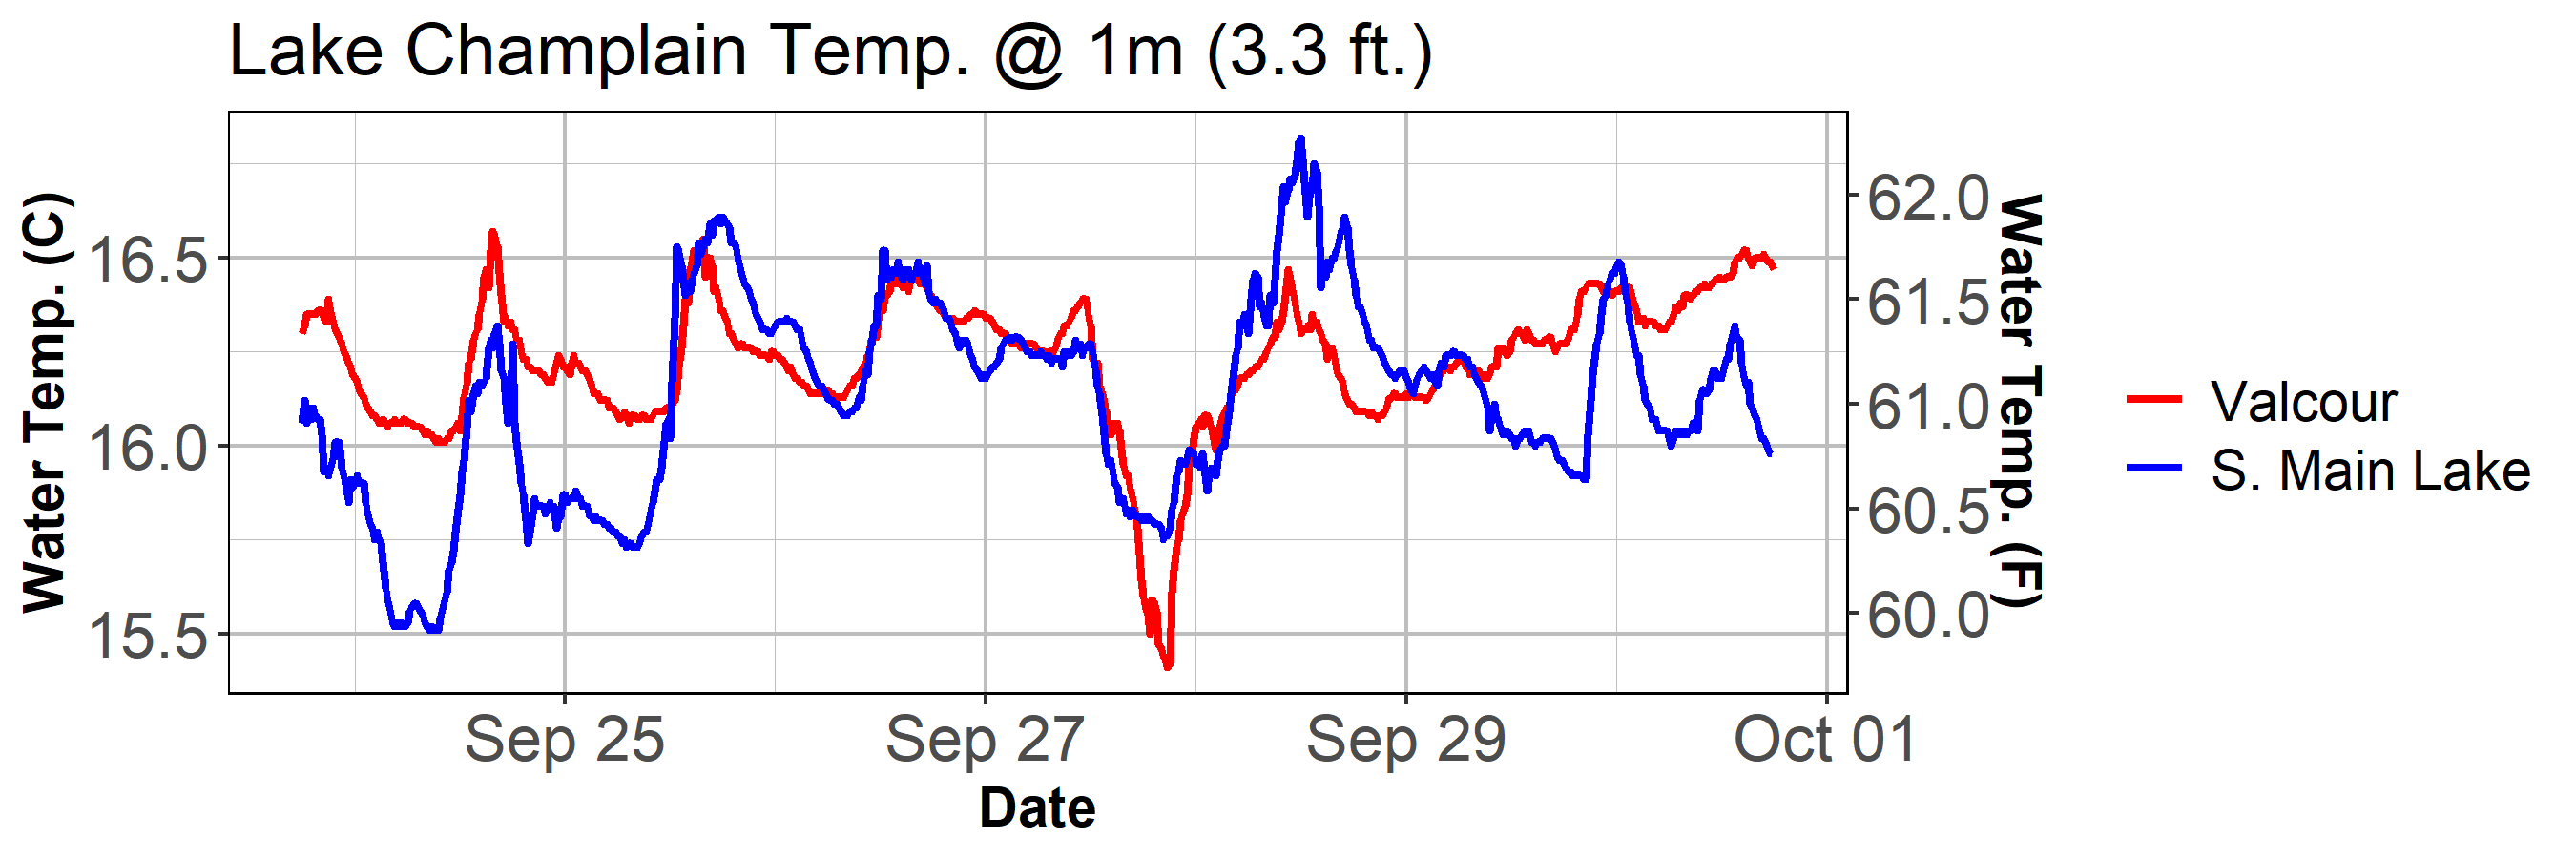 Lake Champlain Temp. @ 1m (3.3 ft.)
Water Temp. (C)
16.5
16.0
15.5
62.0
61.5
61.0
60.5
60.0
Water Temp. (F)
Sep 25
Sep 27
Sep 29
Oct 01
Date
Valcour
S. Main Lake